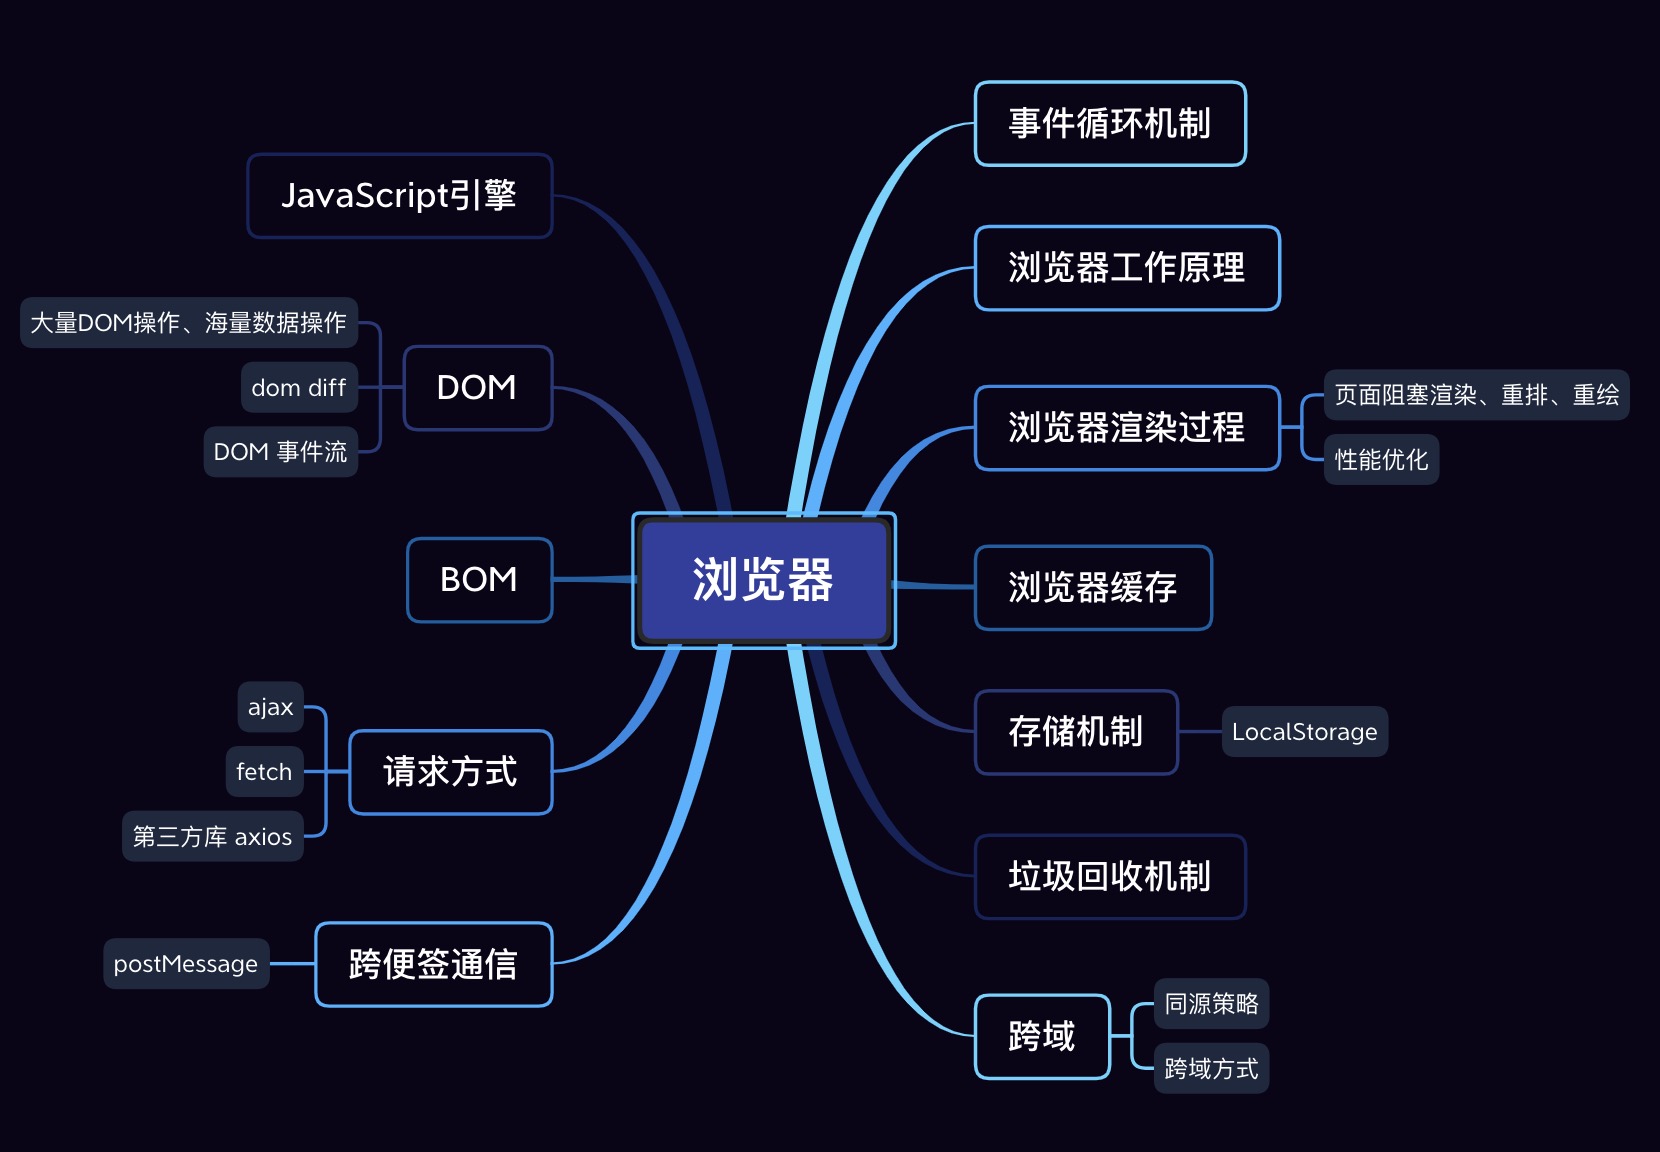 浏览器
事件循环机制
浏览器工作原理
浏览器渲染过程
页面阻塞渲染、重排、重绘
性能优化
浏览器缓存
存储机制
LocalStorage
垃圾回收机制
跨域
同源策略
跨域方式
JavaScript引擎
DOM
大量DOM操作、海量数据操作
dom diff
DOM 事件流
BOM
请求方式
ajax
fetch
第三方库 axios
跨便签通信
postMessage